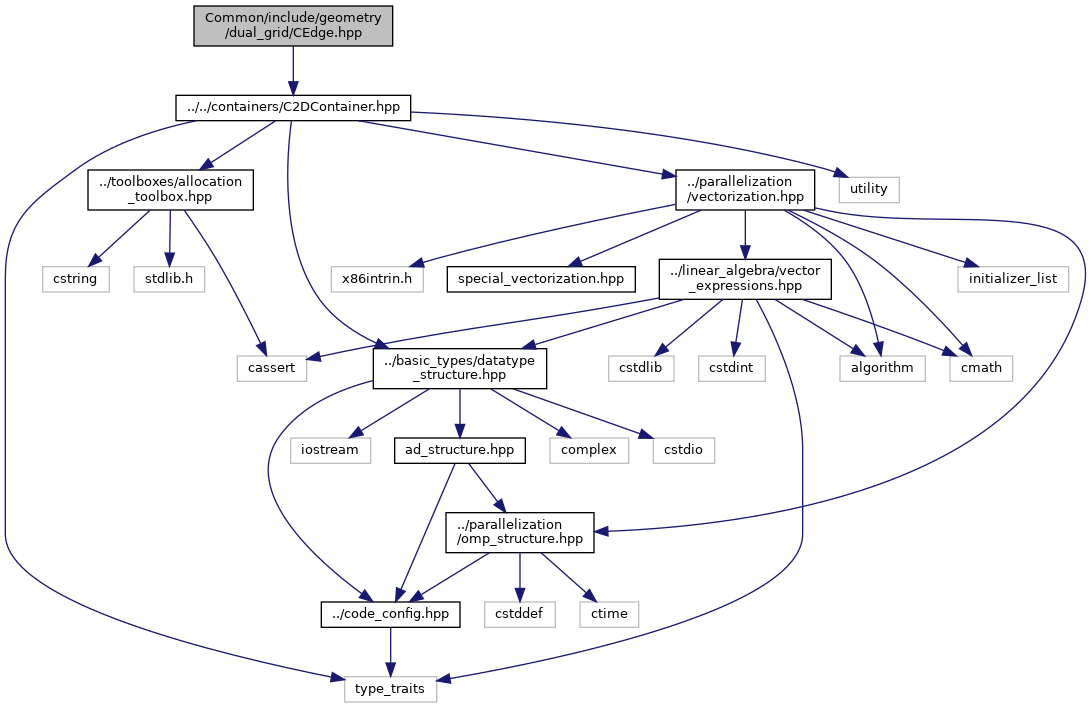 Common/include/geometry
/dual_grid/CEdge.hpp
../../containers/C2DContainer.hpp
../toolboxes/allocation
_toolbox.hpp
../parallelization
/vectorization.hpp
utility
cstring
stdlib.h
x86intrin.h
special_vectorization.hpp
../linear_algebra/vector
_expressions.hpp
initializer_list
cassert
../basic_types/datatype
_structure.hpp
cstdlib
cstdint
algorithm
cmath
iostream
ad_structure.hpp
complex
cstdio
../parallelization
/omp_structure.hpp
../code_config.hpp
cstddef
ctime
type_traits